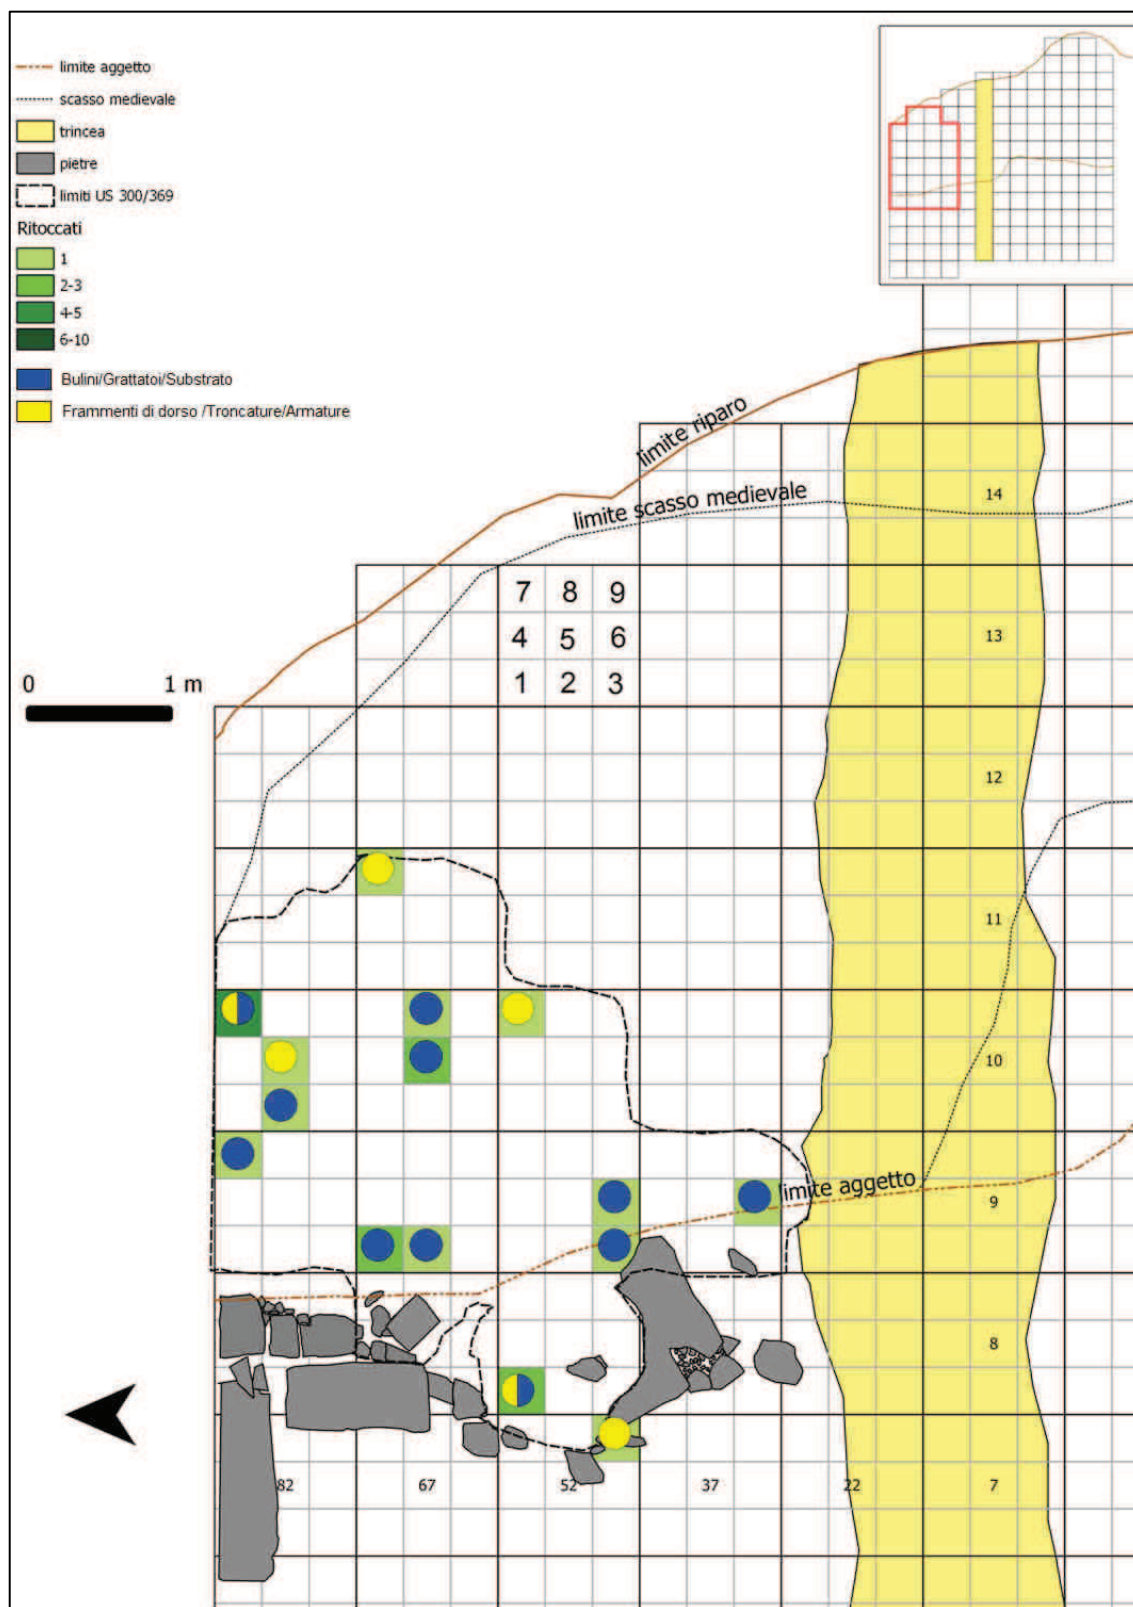 limite aggetto
scasso medievale
trincea
pietre
limiti US 300/369
Ritoccati
1
2-3
4-5
6-10
Bulini/Grattatoi/Substrato
Frammenti di dorso /Troncature/Armature
limite riparo
limite scasso medievale
14
7 8 9
4 5 6
1 2 3
13
0 1 m
12
11
10
limite aggetto
9
8
82 67 52 37 22 7